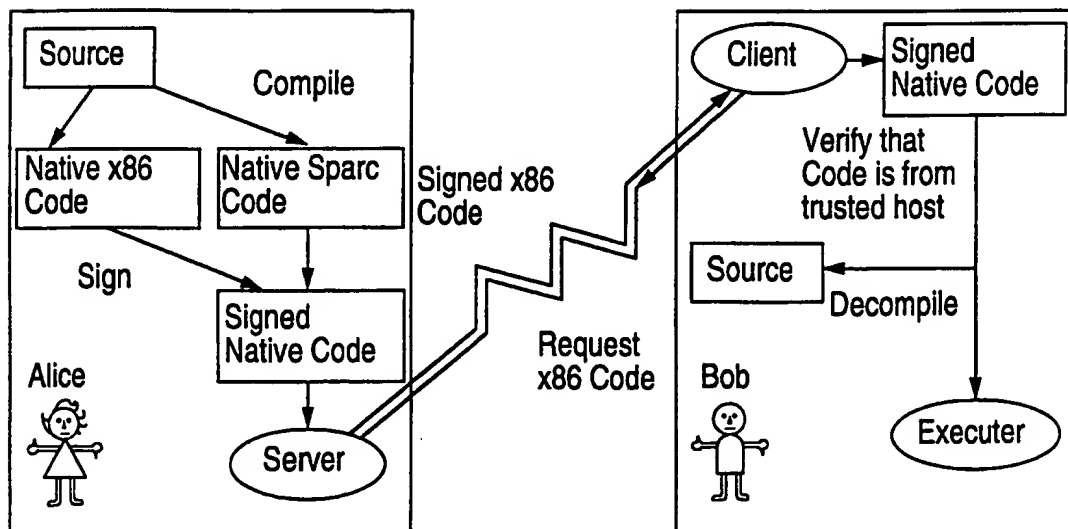 Source
Compile
Native x86
Code
Native Sparc
Code
Sign
Signed
Native Code
Alice
Server
Signed x86
Code
Request
x86 Code
Client
Signed
Native Code
Verify that
Code is from
trusted host
Source
Decompile
Bob
Executer